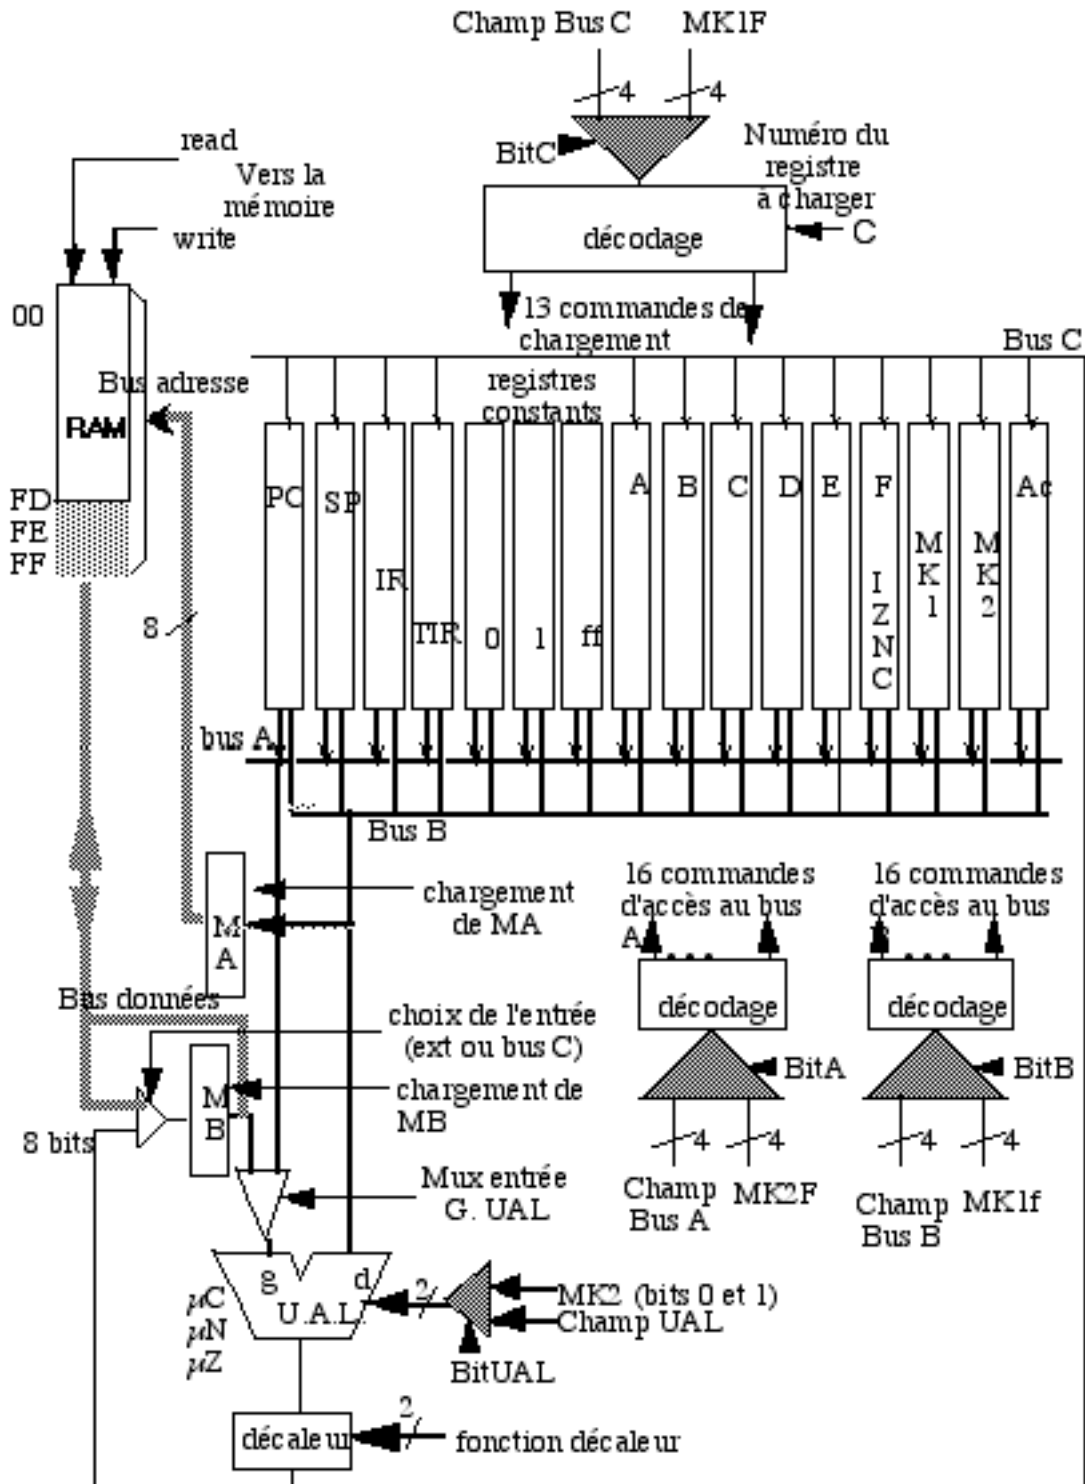 Champ Bus C
MK1F
4
4
read
Vers la
mémoire
write
BitC
Numéro du
registre
à charger
décodage
C
00
13 commandes de
chargement
Bus C
Bus adresse
registres
constants
RAM
PC
SP
IR
TIR
0
1
ff
A
B
C
D
E
F
I
Z
N
C
M
K
1
M
K
2
Ac
FD
FE
FF
8
bus A
Bus B
chargement
de MA
M
A
16 commandes
d'accès au bus
A
16 commandes
d'accès au bus
B
décodage
décodage
Bus données
choix de l'entrée
(ext ou bus C)
M
B
chargement de
MB
BitA
BitB
8 bits
4
4
4
4
Champ
Bus A
MK2F
Champ
Bus B
MK1f
Mux entrée
G. UAL
g
d
U.A.L.
µC
µN
µZ
2
MK2 (bits 0 et 1)
Champ UAL
BitUAL
décaleur
2
fonction décaleur